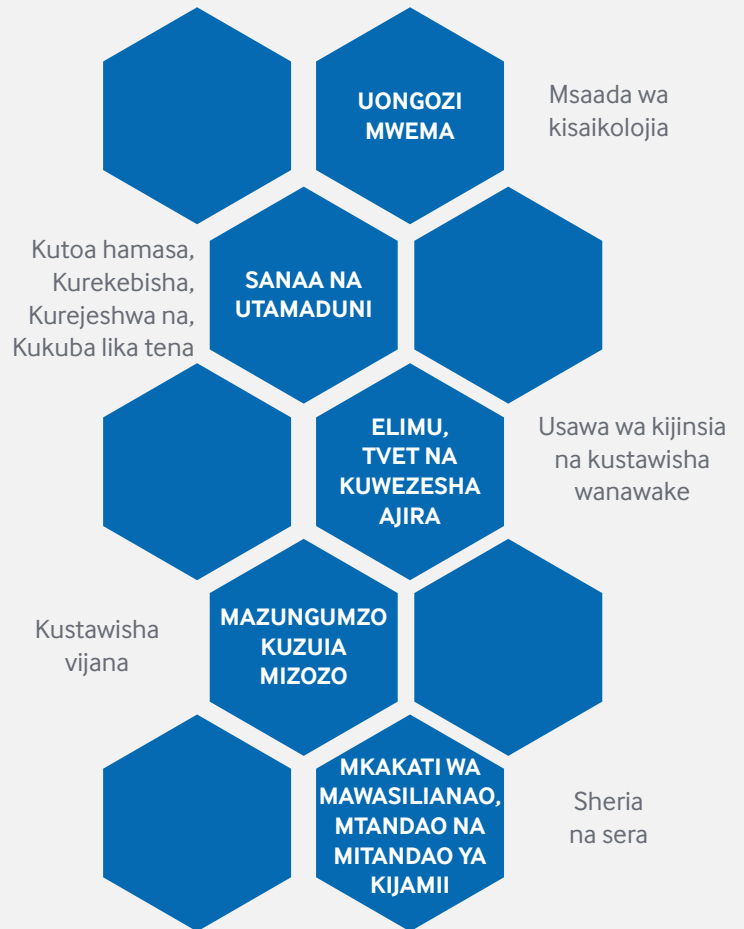 UONGOZI
MWEMA
Msaada wa
kisaikolojia
Kutoa hamasa,
Kurekebisha,
Kurejeshwa na,
Kukuba lika tena
SANAA NA
UTAMADUNI
ELIMU,
TVET NA
KUWEZESHA
AJIRA
Usawa wa kijinsia
na kustawisha
wanawake
Kustawisha
vijana
MAZUNGUMZO
KUZUIA
MIZOZO
MKAKATI WA
MAWASILIANAO,
MTANDAO NA
MITANDAO YA
KIJAMII
Sheria
na sera